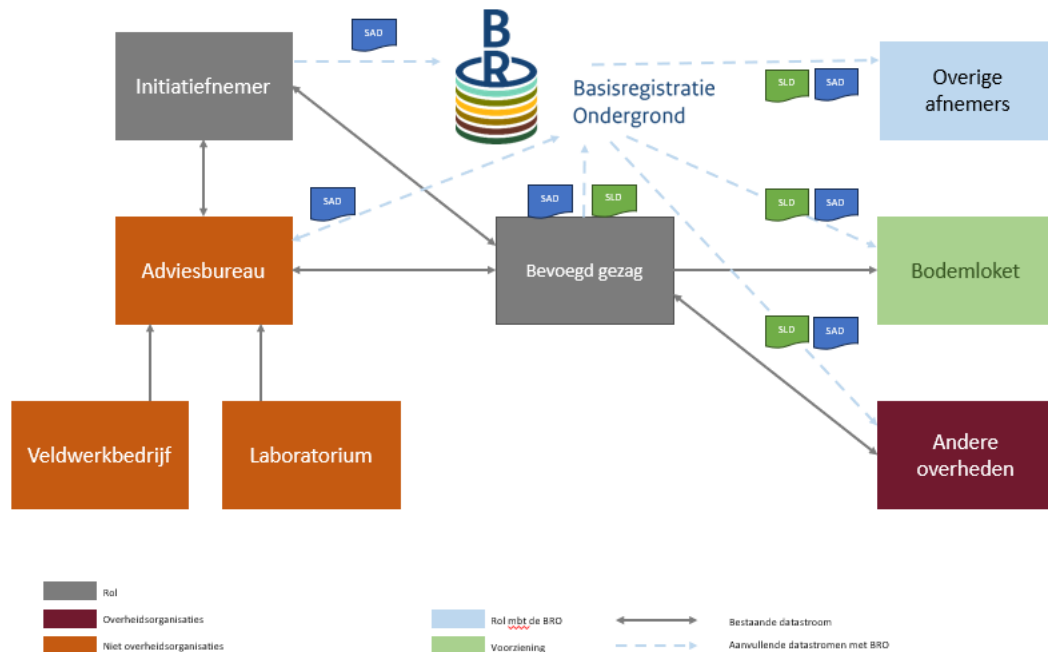 SAD
B
R
Initiatiefnemer
Basisregistratie
Ondergrond
SLD
SAD
Overige
afnemers
SAD
SAD
SLD
SLD
SAD
Adviesbureau
Bevoegd gezag
Bodemloket
SLD
SAD
Veldwerkbedrijf
Laboratorium
Andere
overheden
Rol
Overheidsorganisaties
Niet overheidsorganisaties
Rol mbt de BRO
Voorziening
Bestaande datastroom
Aanvullende datastromen met BRO